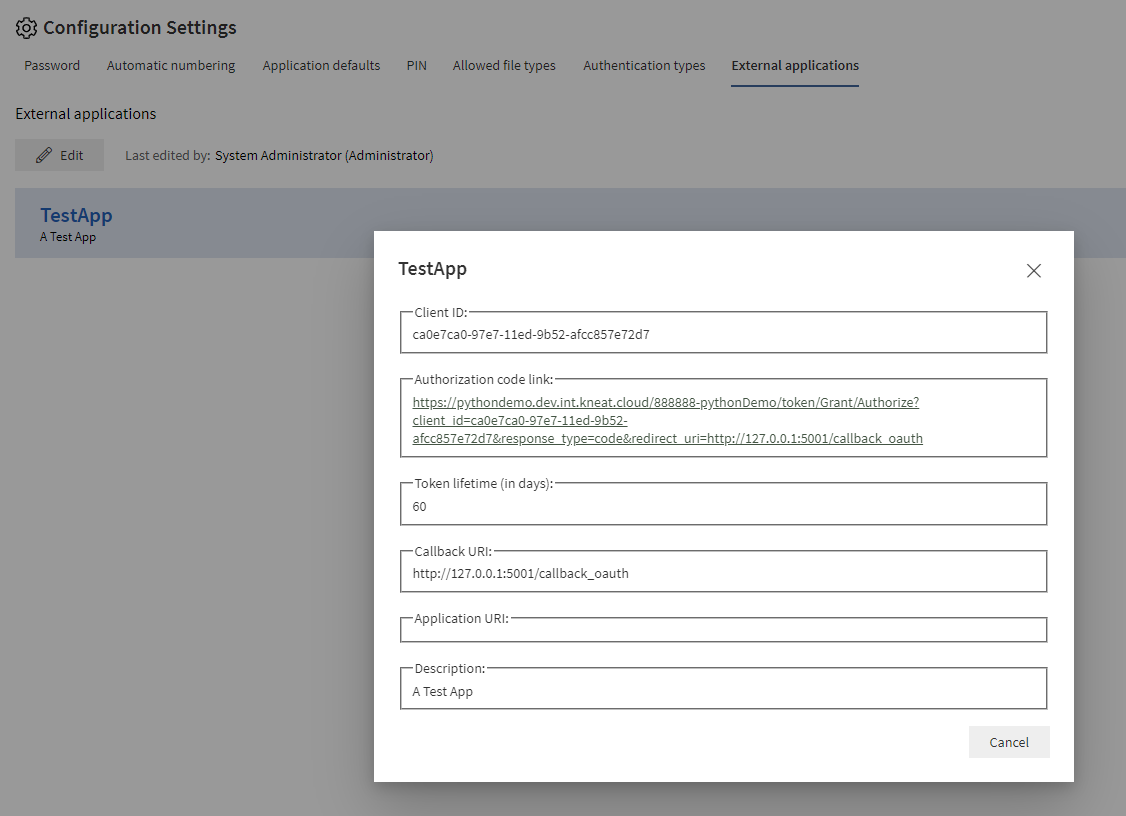 Configuration Settings
Password Automatic numbering Application defaults PIN Allowed file types Authentication types External applications
External applications
Edit Last edited by: System Administrator (Administrator)
TestApp
A Test App
TestApp
Client ID:
ca0e7ca0-97e7-11ed-9b52-afcc857e72d7
Authorization code link:
https://pythondemo.dev.int.kneat.cloud/888888-pythonDemo/token/Grant/Authorize?
client_id=ca0e7ca0-97e7-11ed-9b52-
afcc857e72d7&response_type=code&redirect_uri=http://127.0.0.1:5001/callback_oauth
Token lifetime (in days):
60
Callback URI:
http://127.0.0.1:5001/callback_oauth
Application URI:
Description:
A Test App
Cancel